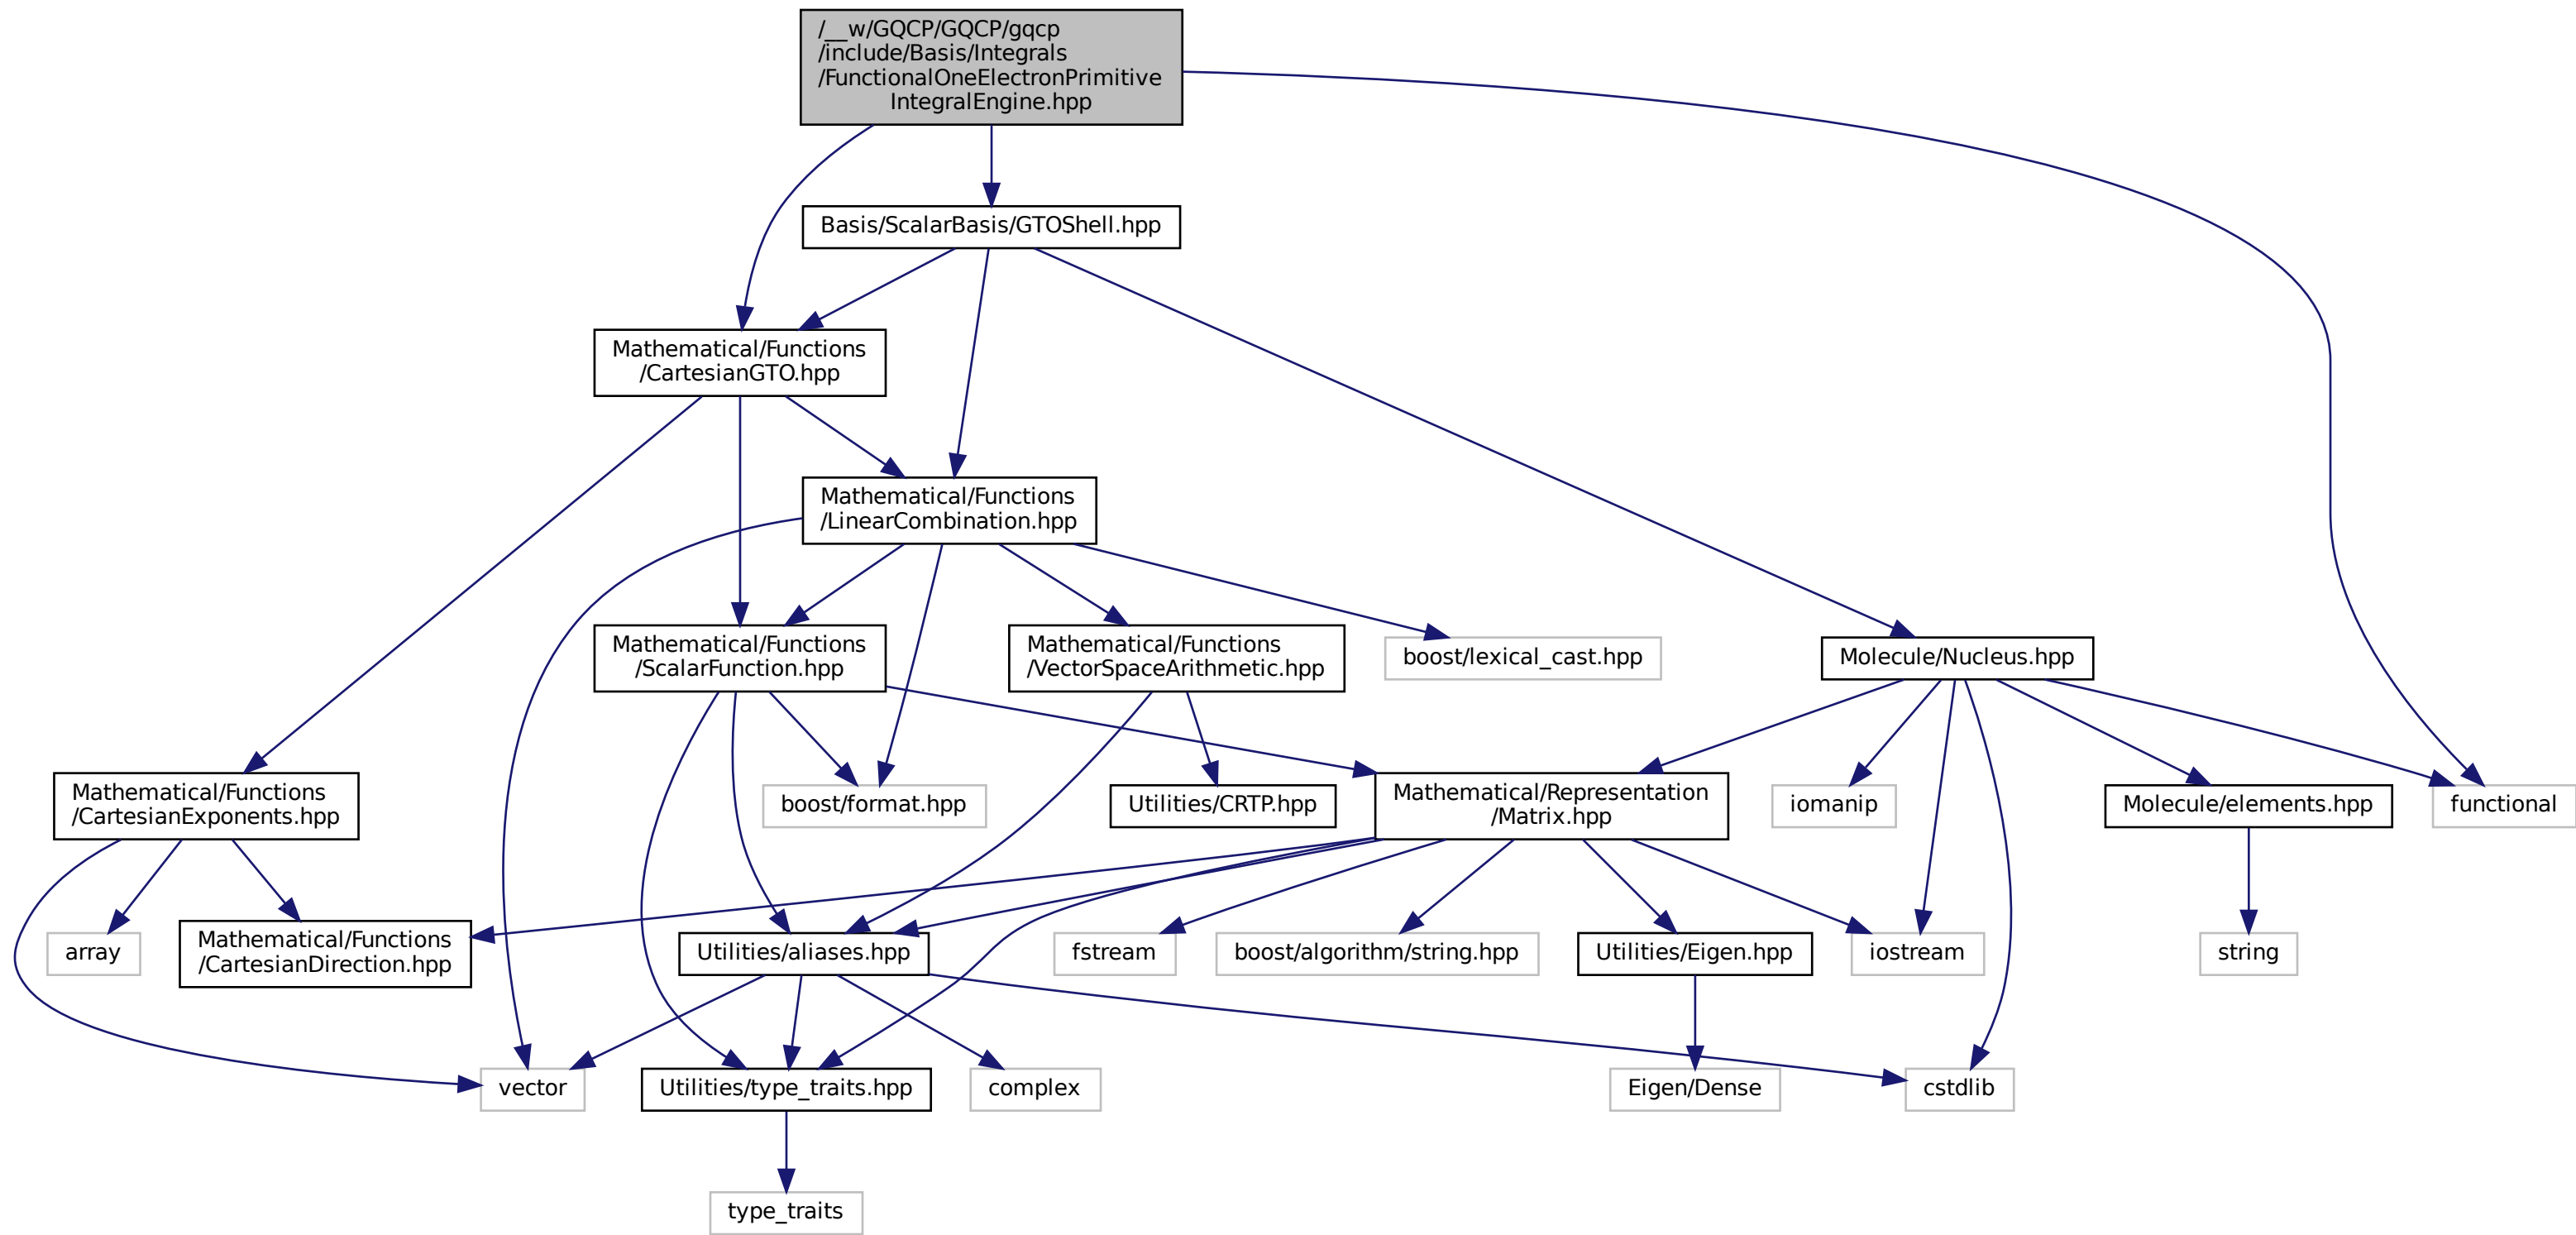 /__w/GQCP/GQCP/gqcp
/include/Basis/Integrals
/FunctionalOneElectronPrimitive
IntegralEngine.hpp
Basis/ScalarBasis/GTOShell.hpp
Mathematical/Functions
/CartesianGTO.hpp
Mathematical/Functions
/LinearCombination.hpp
Mathematical/Functions
/ScalarFunction.hpp
Mathematical/Functions
/VectorSpaceArithmetic.hpp
boost/lexical_cast.hpp
Molecule/Nucleus.hpp
Mathematical/Functions
/CartesianExponents.hpp
boost/format.hpp
Utilities/CRTP.hpp
Mathematical/Representation
/Matrix.hpp
iomanip
Molecule/elements.hpp
functional
array
Mathematical/Functions
/CartesianDirection.hpp
Utilities/aliases.hpp
fstream
boost/algorithm/string.hpp
Utilities/Eigen.hpp
iostream
string
vector
Utilities/type_traits.hpp
complex
Eigen/Dense
cstdlib
type_traits